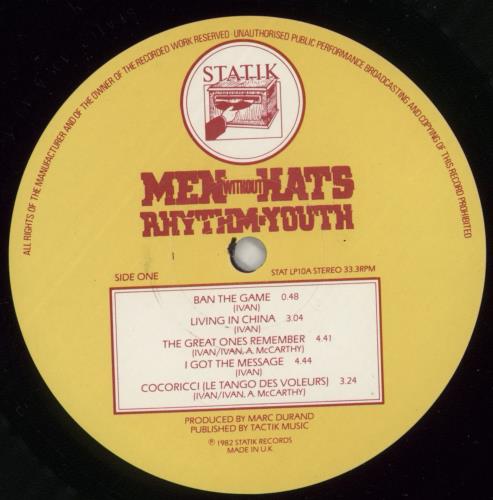 ALL RIGHTS OF THE MANUFACTURER AND OF THE OWNER OF THE RECORDED WORK RESERVED · UNAUTHORISED PUBLIC PERFORMANCE BROADCASTING AND COPYING OF THIS RECORD PROHIBITED
STATIK
MEN (WITHOUT) HATS
RHYTHM·YOUTH
SIDE ONE
STAT LP10A STEREO 33.3RPM
BAN THE GAME 0.48
(IVAN)
LIVING IN CHINA 3.04
(IVAN)
THE GREAT ONES REMEMBER 4.41
(IVAN/IVAN, A. McCARTHY)
I GOT THE MESSAGE 4.44
(IVAN)
COCORICCI (LE TANGO DES VOLEURS) 3.24
(IVAN/IVAN, A. McCARTHY)
PRODUCED BY MARC DURAND
PUBLISHED BY TACTIK MUSIC
℗ 1982 STATIK RECORDS
MADE IN U.K.